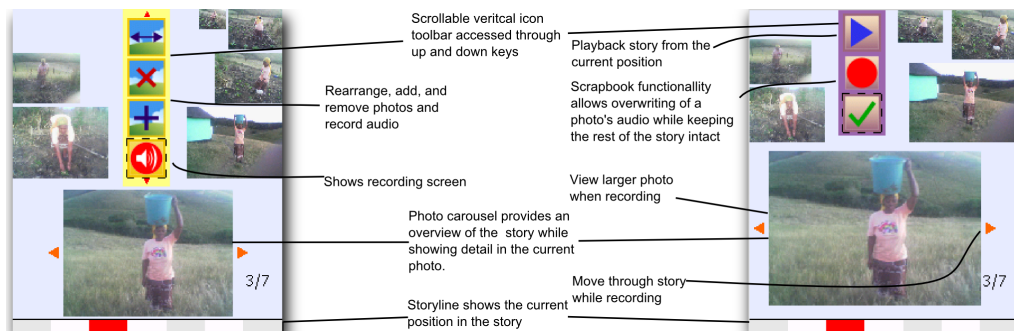 Scrollable veritcal icon
toolbar accessed through
up and down keys
Rearrange, add, and
remove photos and
record audio
Shows recording screen
Photo carousel provides an
overview of the story while
showing detail in the current
photo.
Storyline shows the current
position in the story
3/7
Playback story from the
current position
Scrapbook functionallity
allows overwriting of a
photo's audio while keeping
the rest of the story intact
View larger photo
when recording
Move through story
while recording
3/7